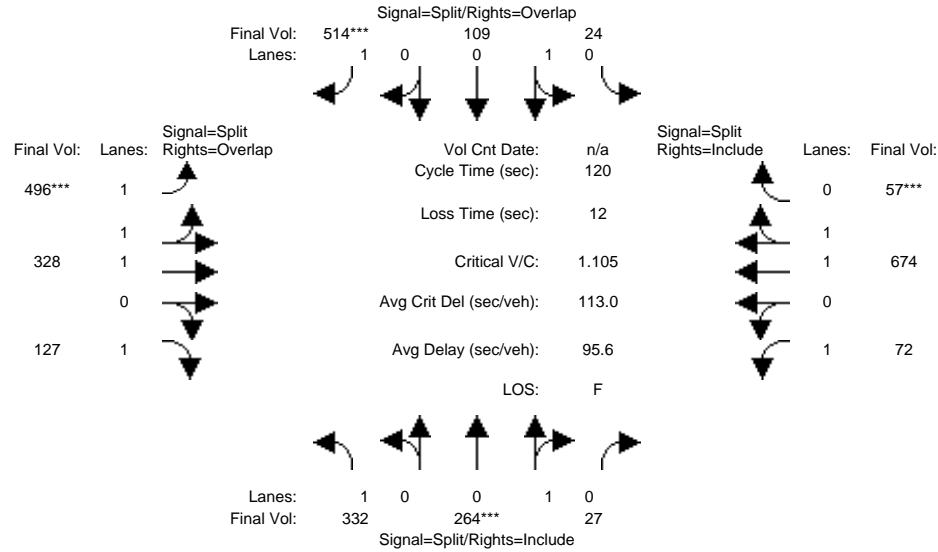 Signal=Split/Rights=Overlap
Final Vol: 514*** 109 24
Lanes: 1 0 0 1 0
Signal=Split Signal=Split
Final Vol: Lanes: Rights=Overlap Vol Cnt Date: n/a Rights=Include Lanes: Final Vol:
Cycle Time (sec): 120
496*** 1 0 57***
Loss Time (sec): 12
1 1
328 1 Critical V/C: 1.105 1 674
0 Avg Crit Del (sec/veh): 113.0 0
127 1 Avg Delay (sec/veh): 95.6 1 72
LOS: F
Lanes: 1 0 0 1 0
Final Vol: 332 264*** 27
Signal=Split/Rights=Include